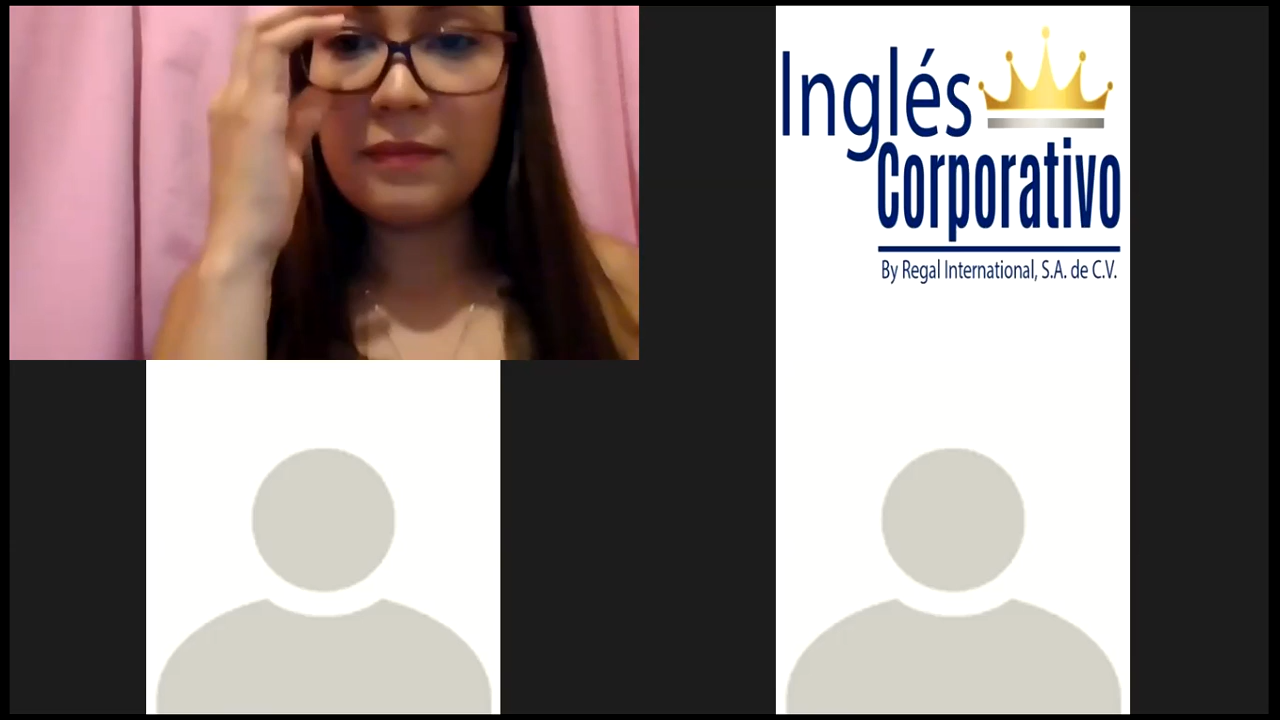 Inglés
Corporativo
By Regal International, S.A. de C.V.